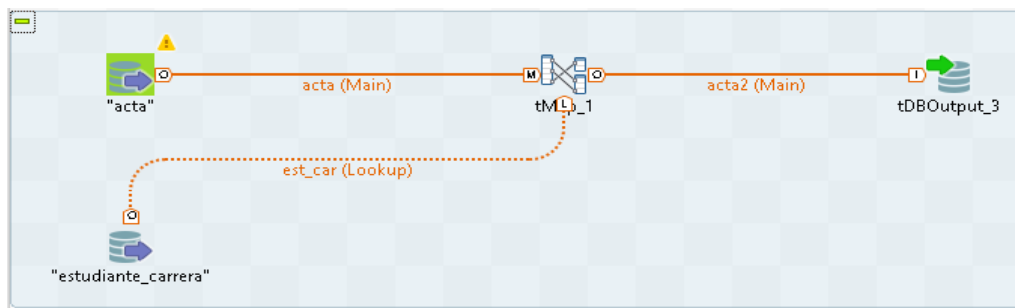 acta (Main)
acta2 (Main)
"acta"
tMap_1
tDBOutput_3
est_car (Lookup)
"estudiante_carrera"